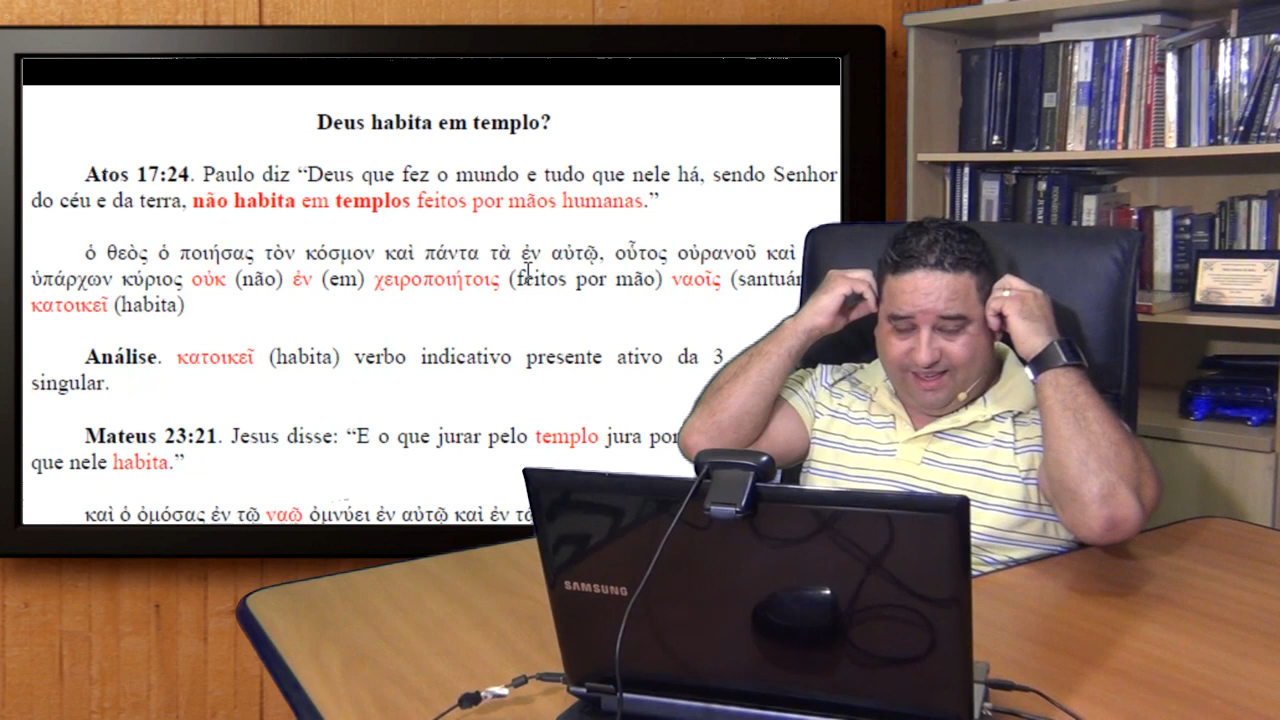 Deus habita em templo?
Atos 17:24. Paulo diz “Deus que fez o mundo e tudo que nele há, sendo Senhor
do céu e da terra, não habita em templos feitos por mãos humanas.”
ὁ θεὸς ὁ ποιήσας τὸν κόσμον καὶ πάντα τὰ ἐν αὐτῷ, οὗτος οὐρανοῦ καὶ
ὑπάρχων κύριος οὐκ (não) ἐν (em) χειροποιήτοις (feitos por mão) ναοῖς
κατοικεῖ (habita)
Análise. κατοικεῖ (habita) verbo indicativo presente ativo da 3
singular.
Mateus 23:21. Jesus disse: “E o que jurar pelo templo jura por
que nele habita.”
καὶ ὁ ὀμόσας ἐν τῷ ναῷ ὀμνύει ἐν αὐτῷ καὶ ἐν
SAMSUNG